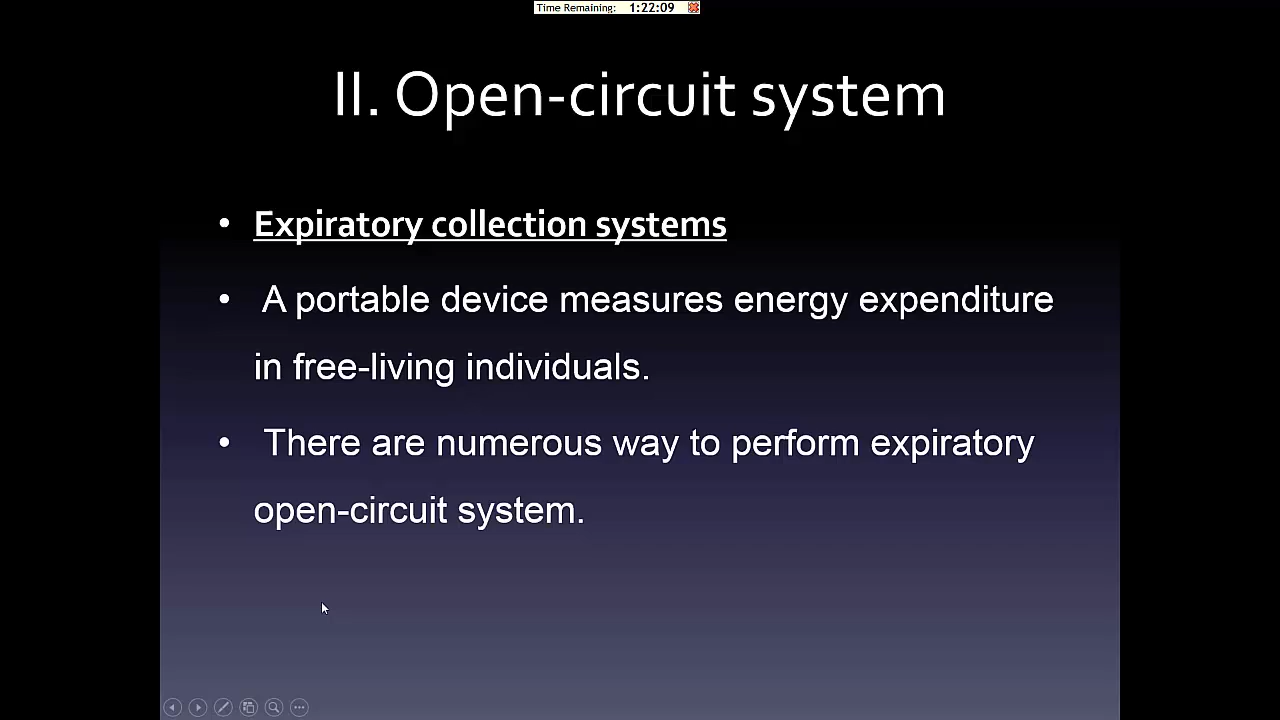 Time Remaining: 1:22:09
II. Open-circuit system
• Expiratory collection systems
• A portable device measures energy expenditure
in free-living individuals.
• There are numerous way to perform expiratory
open-circuit system.